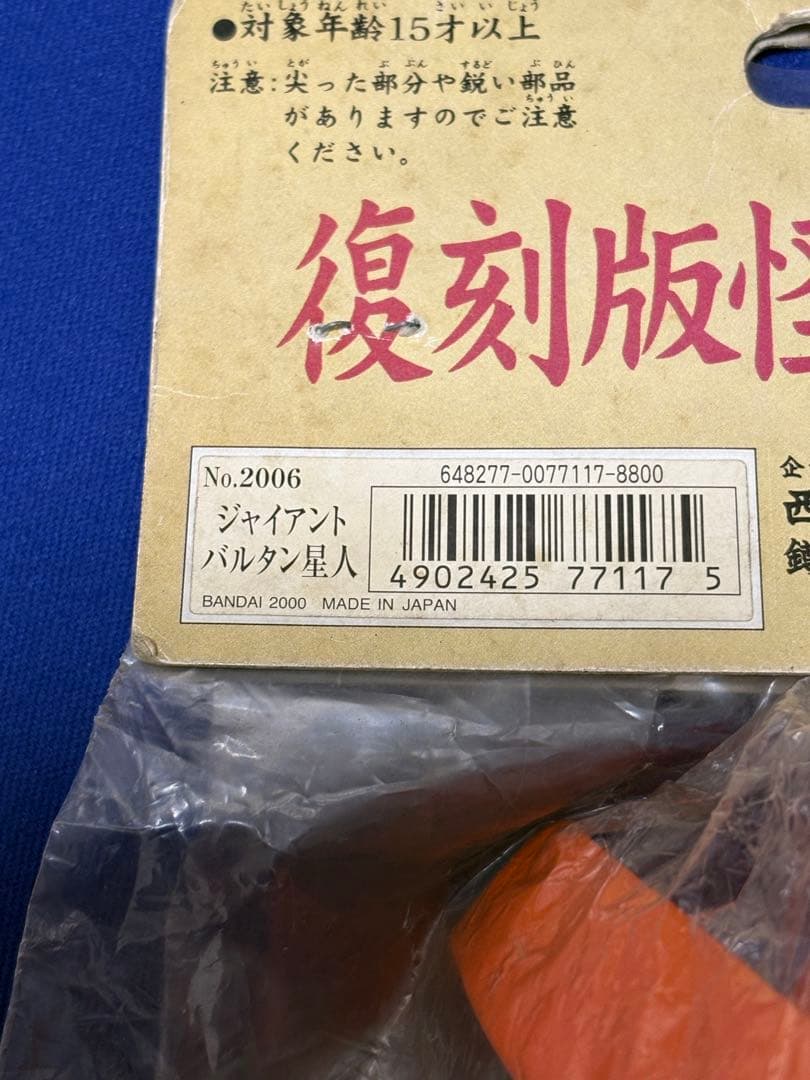 ●対象年齢15才以上
注意:尖った部分や鋭い部品
がありますのでご注意
ください。
復刻版怪
No.2006
ジャイアント
バルタン星人
648277-0077117-8800
4902425 77117 5
BANDAI 2000 MADE IN JAPAN
企
西